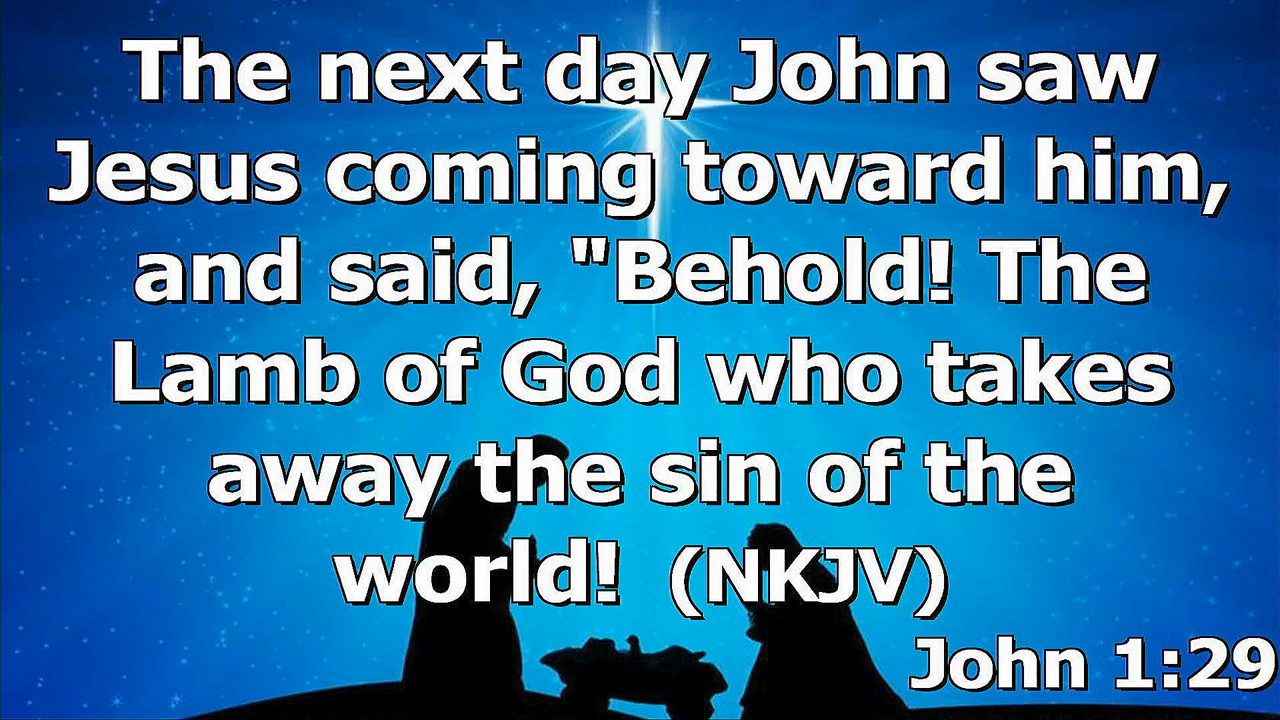 The next day John saw
Jesus coming toward him,
and said, "Behold! The
Lamb of God who takes
away the sin of the
world!  (NKJV)
John 1:29